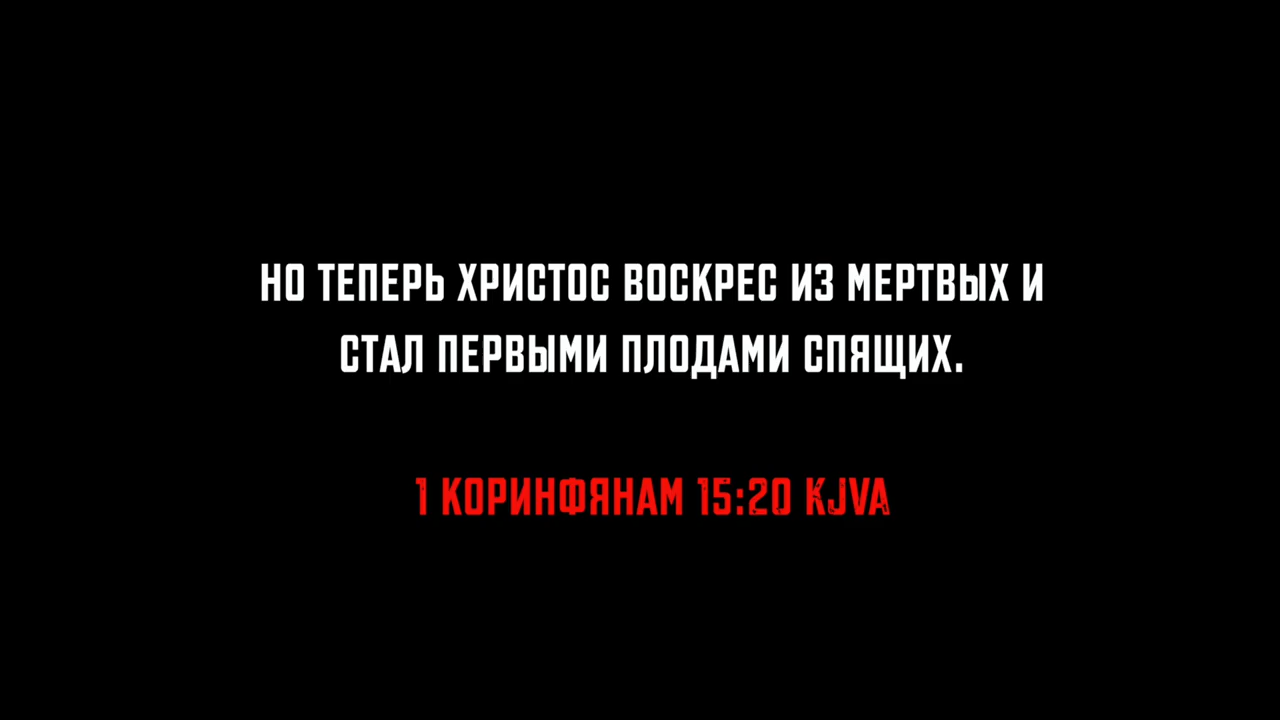 НО ТЕПЕРЬ ХРИСТОС ВОСКРЕС ИЗ МЕРТВЫХ И
СТАЛ ПЕРВЫМИ ПЛОДАМИ СПЯЩИХ.
1 КОРИНФЯНАМ 15:20 KJVA